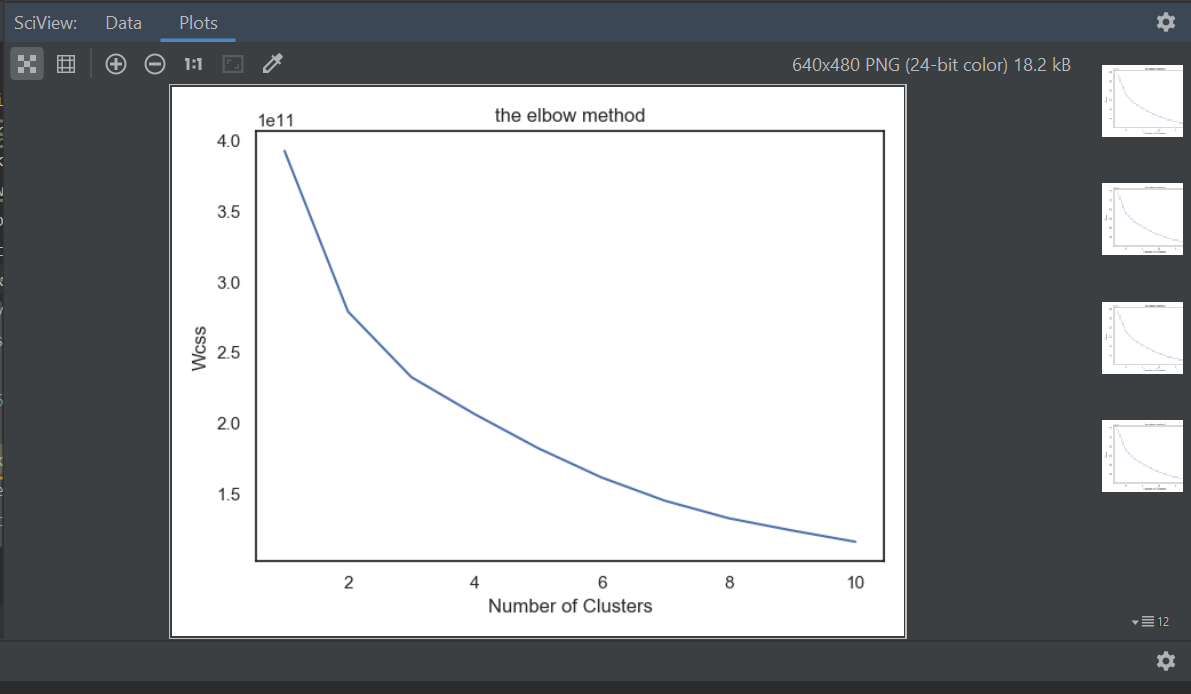 SciView: Data Plots
1:1 640x480 PNG (24-bit color) 18.2 kB
the elbow method
1e11
4.0
3.5
3.0
2.5
2.0
1.5
Wcss
2 4 6 8 10
Number of Clusters
12